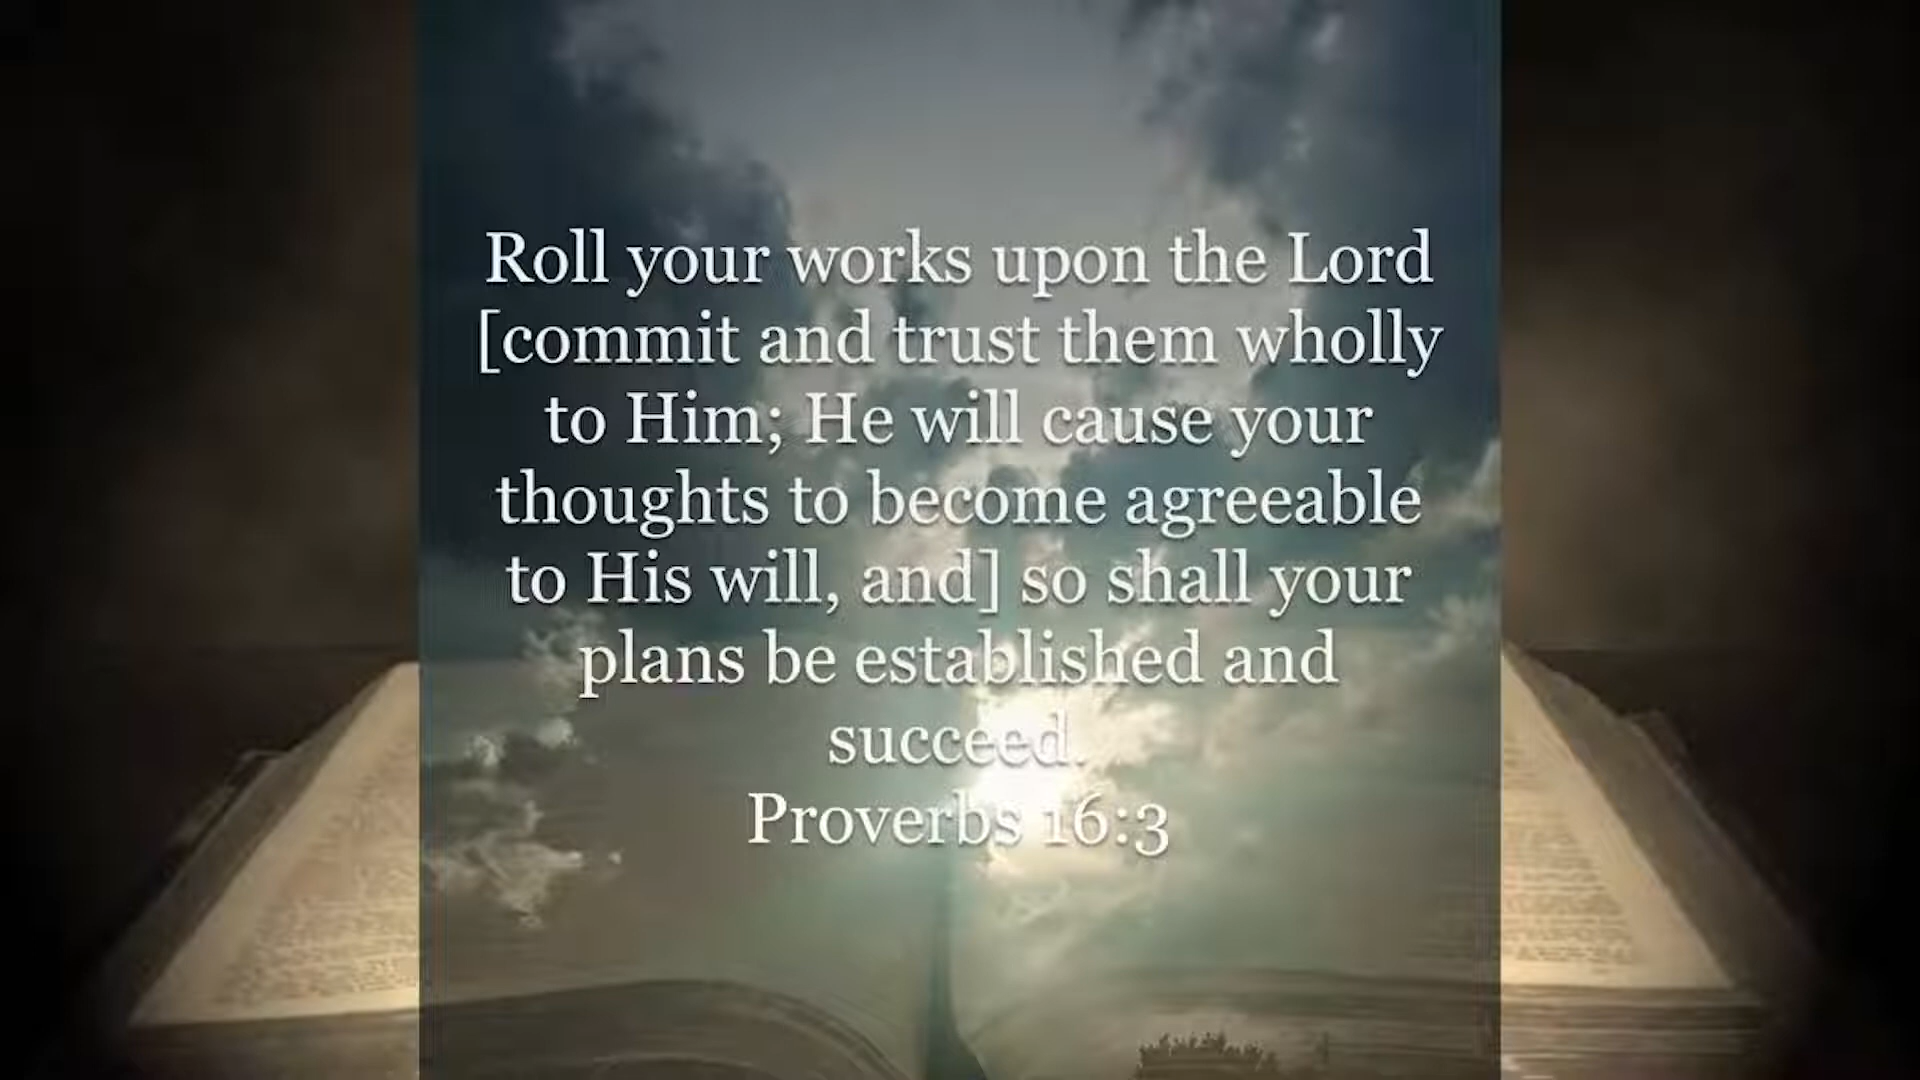 Roll your works upon the Lord
[commit and trust them wholly
to Him; He will cause your
thoughts to become agreeable
to His will, and] so shall your
plans be established and
succeed.
Proverbs 16:3